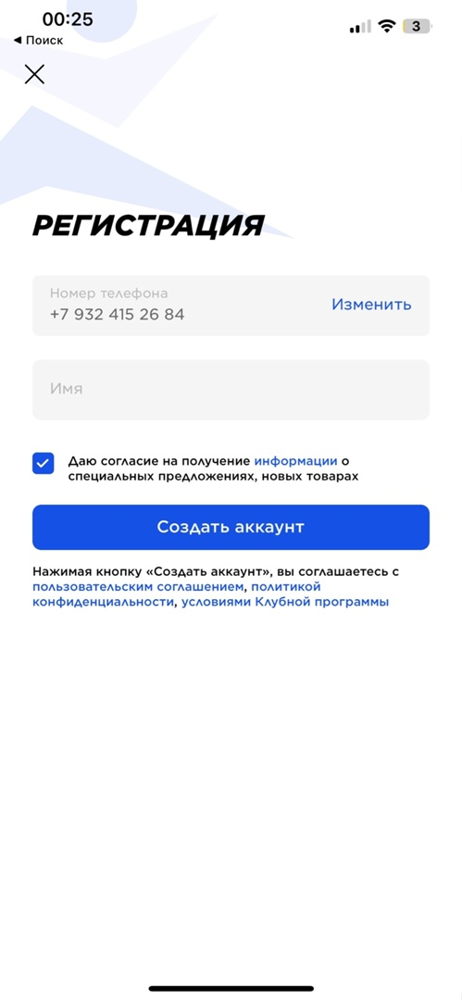 00:25
3
◀ Поиск
РЕГИСТРАЦИЯ
Номер телефона
+7 932 415 26 84
Изменить
Имя
Даю согласие на получение информации о
специальных предложениях, новых товарах
Создать аккаунт
Нажимая кнопку «Создать аккаунт», вы соглашаетесь с
пользовательским соглашением, политикой
конфиденциальности, условиями Клубной программы